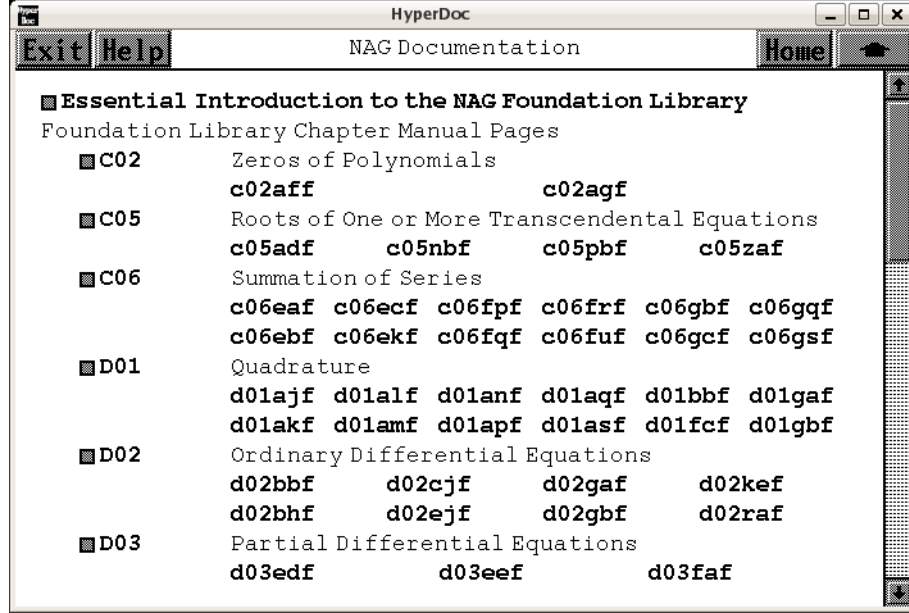 Hyper Doc
HyperDoc
Exit Help NAG Documentation Home
Essential Introduction to the NAG Foundation Library
Foundation Library Chapter Manual Pages
C02 Zeros of Polynomials
c02aff c02agf
C05 Roots of One or More Transcendental Equations
c05adf c05nbf c05pbf c05zaf
C06 Summation of Series
c06eaf c06ecf c06fpf c06frf c06gbf c06gqf
c06ebf c06ekf c06fqf c06fuf c06gcf c06gsf
D01 Quadrature
d01ajf d01alf d01anf d01aqf d01bbf d01gaf
d01akf d01amf d01apf d01asf d01fcf d01gbf
D02 Ordinary Differential Equations
d02bbf d02cjf d02gaf d02kef
d02bhf d02ejf d02gbf d02raf
D03 Partial Differential Equations
d03edf d03eef d03faf